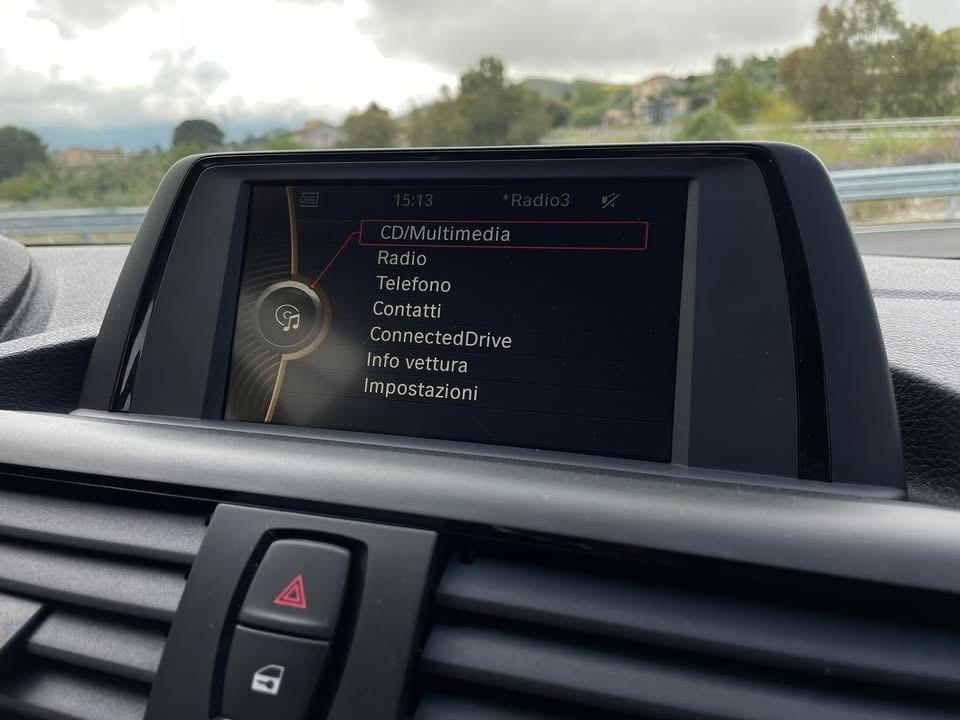 15:13 *Radio3
CD/Multimedia
Radio
Telefono
Contatti
ConnectedDrive
Info vettura
Impostazioni